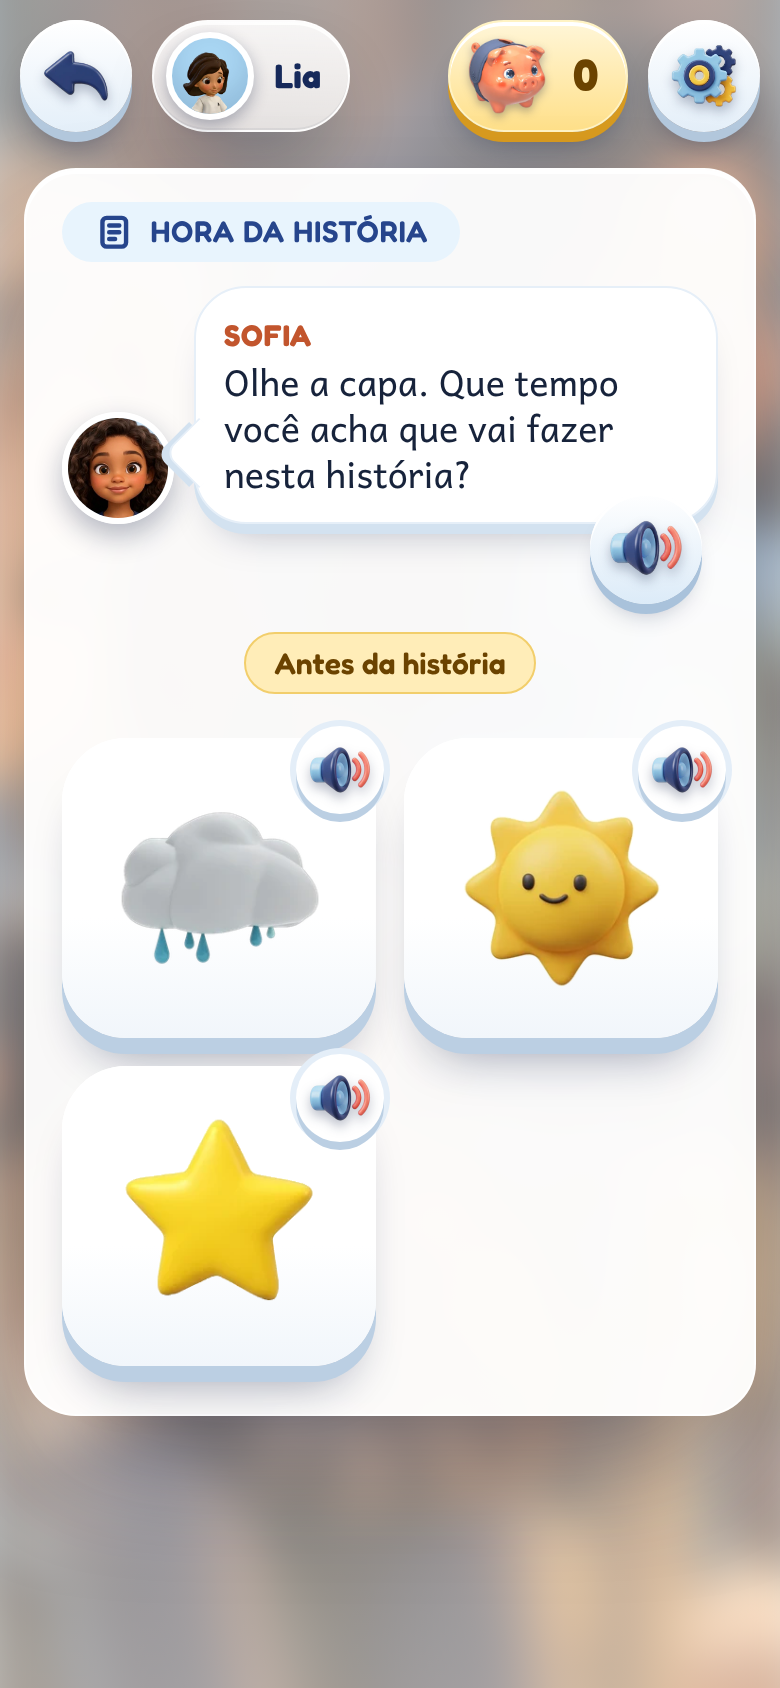 Lia
0
HORA DA HISTÓRIA
SOFIA
Olhe a capa. Que tempo
você acha que vai fazer
nesta história?
Antes da história